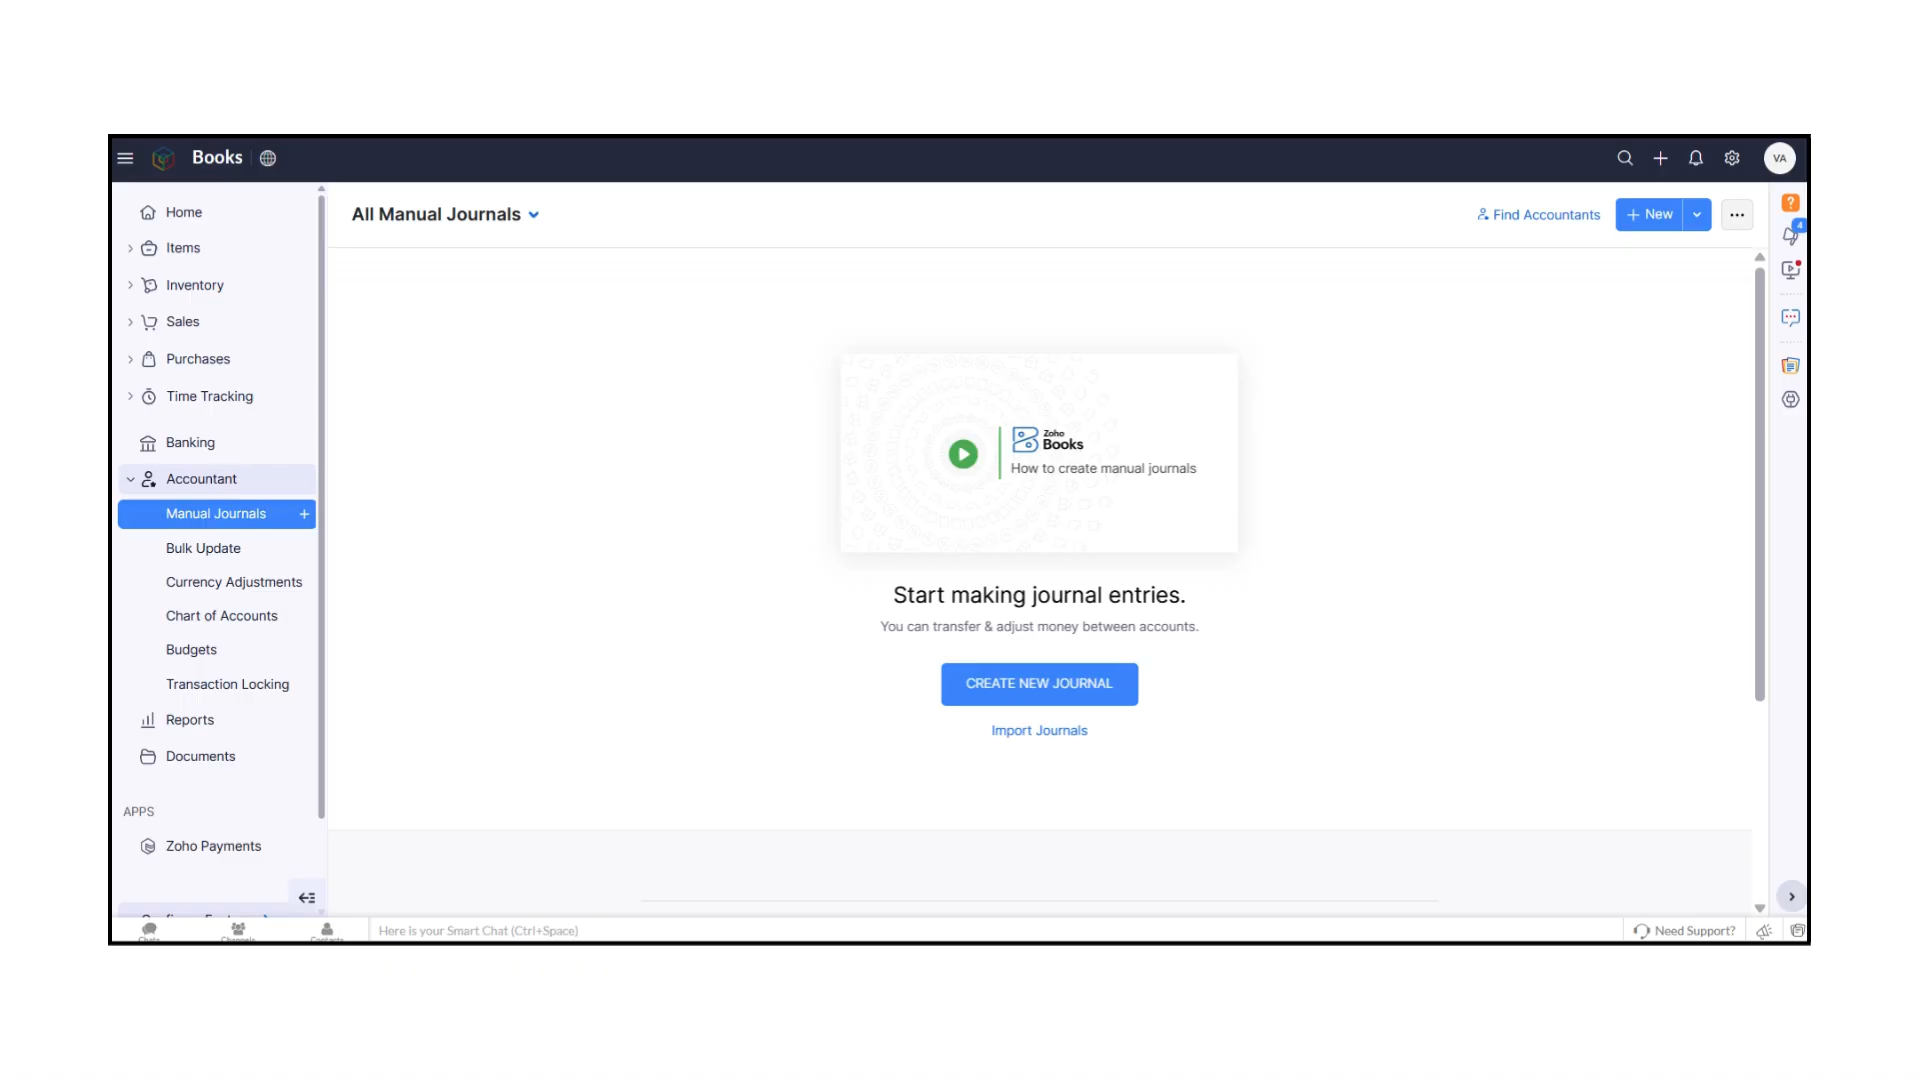 Books
VA
Home
Items
Inventory
Sales
Purchases
Time Tracking
Banking
Accountant
Manual Journals +
Bulk Update
Currency Adjustments
Chart of Accounts
Budgets
Transaction Locking
Reports
Documents
APPS
Zoho Payments
All Manual Journals
Find Accountants
+ New
?
4
Zoho
Books
How to create manual journals
Start making journal entries.
You can transfer & adjust money between accounts.
CREATE NEW JOURNAL
Import Journals
Here is your Smart Chat (Ctrl+Space)
Need Support?